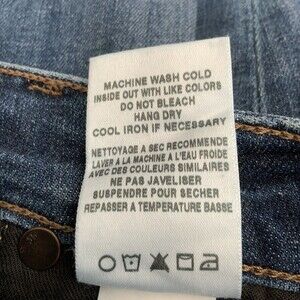 MACHINE WASH COLD
INSIDE OUT WITH LIKE COLORS
DO NOT BLEACH
HANG DRY
COOL IRON IF NECESSARY
NETTOYAGE A SEC RECOMMENDE
LAVER A LA MACHINE A L'EAU FROIDE
AVEC DES COULEURS SIMILAIRES
NE PAS JAVELISER
SUSPENDRE POUR SECHER
REPASSER A TEMPERATURE BASSE